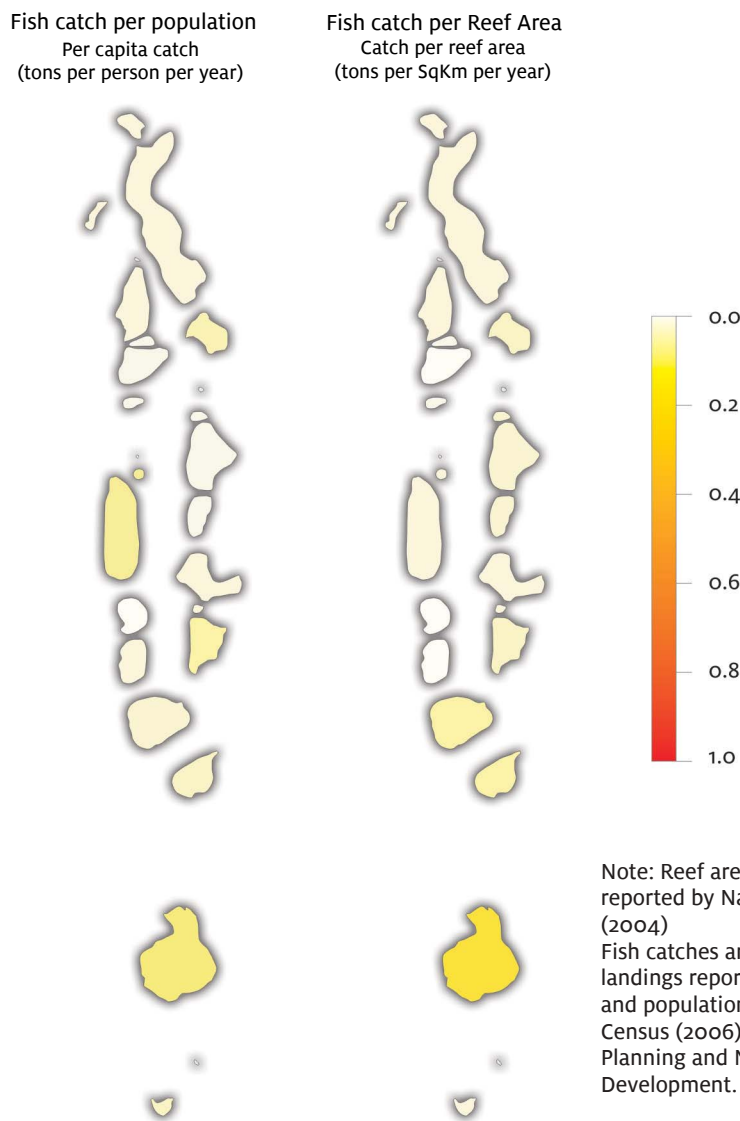 Fish catch per population
Per capita catch
(tons per person per year)
Fish catch per Reef Area
Catch per reef area
(tons per SqKm per year)
0.0
0.2
0.4
0.6
0.8
1.0
Note: Reef are
reported by Na
(2004)
Fish catches an
landings repor
and population
Census (2006)
Planning and N
Development.